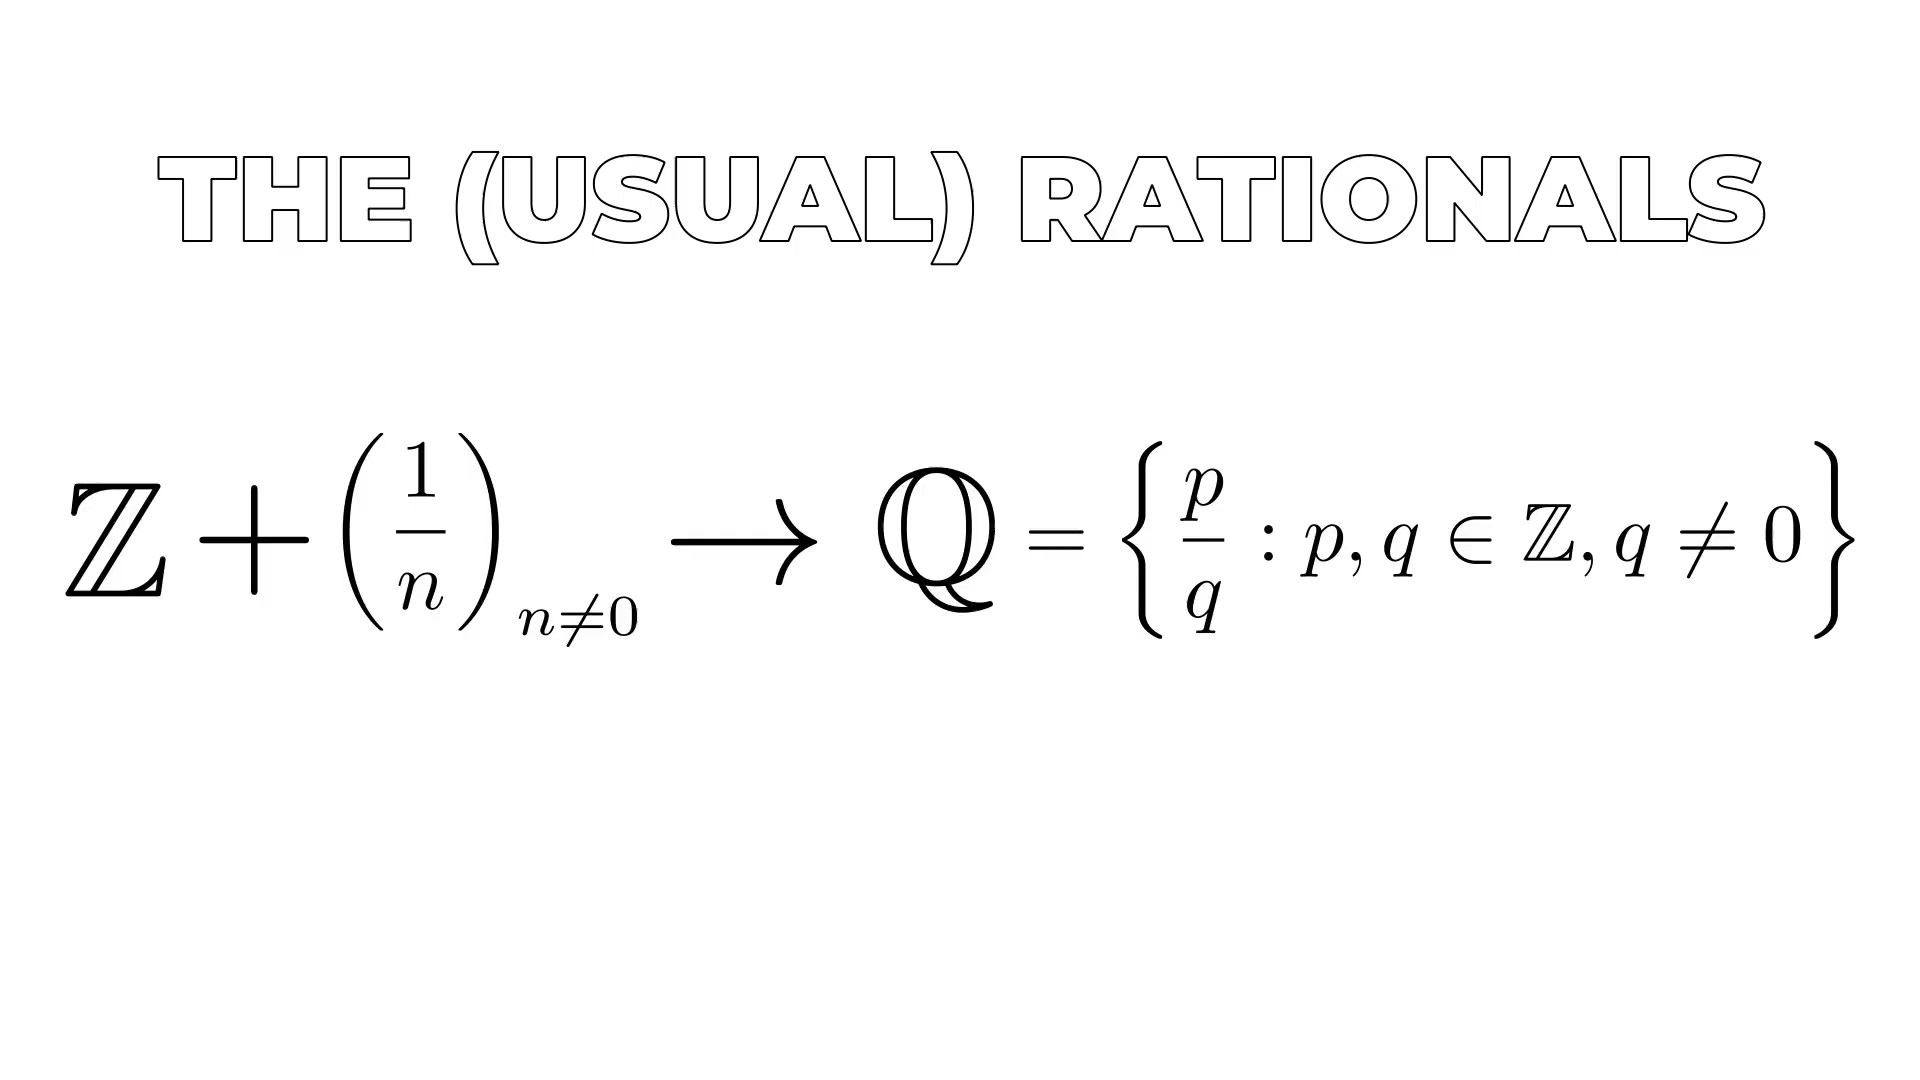 THE (USUAL) RATIONALS
ℤ + (1/n)_{n≠0} → ℚ = {p/q : p, q ∈ ℤ, q ≠ 0}